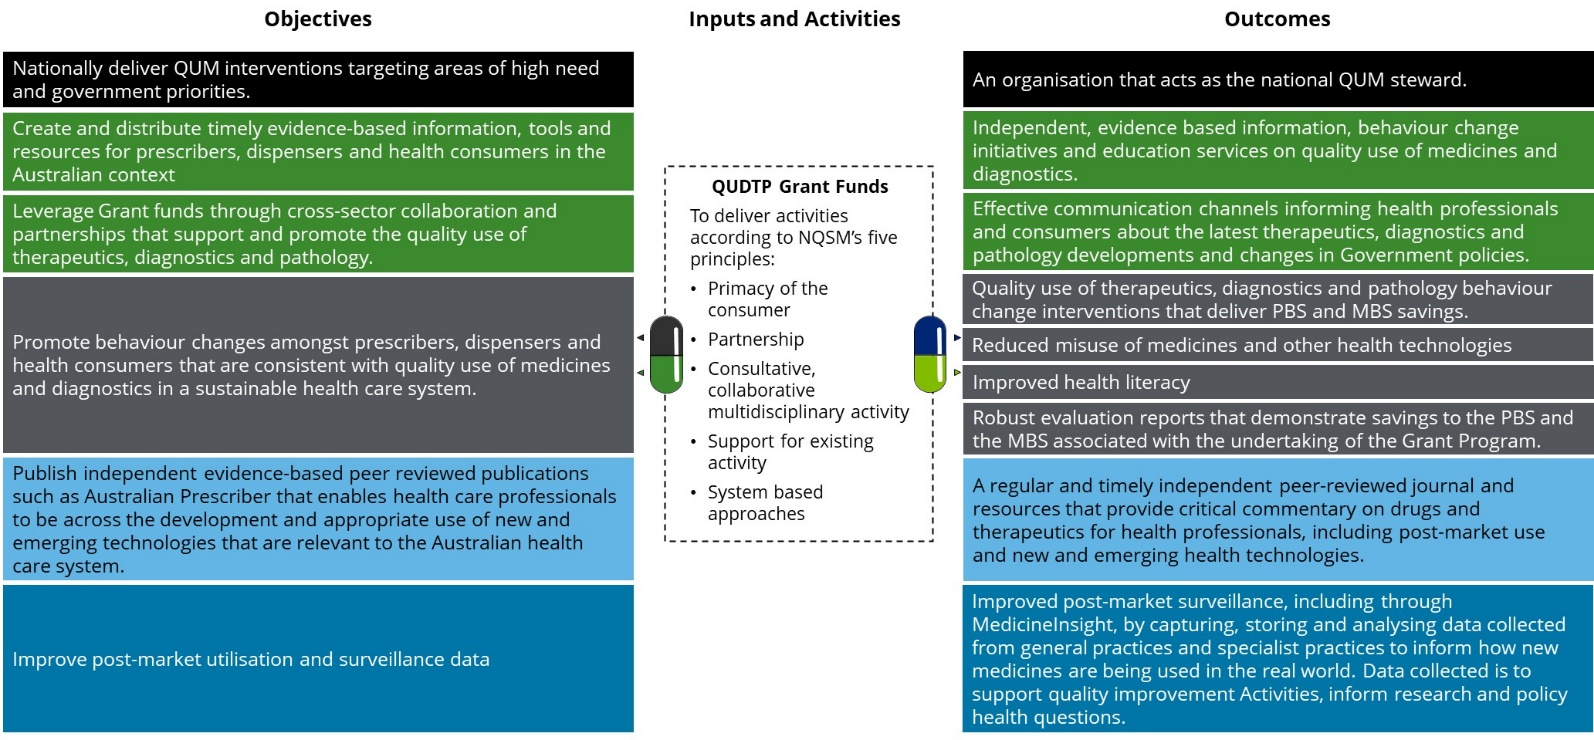 Objectives
Inputs and Activities
Outcomes
Nationally deliver QUM interventions targeting areas of high need
and government priorities.
Create and distribute timely evidence-based information, tools and
resources for prescribers, dispensers and health consumers in the
Australian context
Leverage Grant funds through cross-sector collaboration and
partnerships that support and promote the quality use of
therapeutics, diagnostics and pathology.
Promote behaviour changes amongst prescribers, dispensers and
health consumers that are consistent with quality use of medicines
and diagnostics in a sustainable health care system.
Publish independent evidence-based peer reviewed publications
such as Australian Prescriber that enables health care professionals
to be across the development and appropriate use of new and
emerging technologies that are relevant to the Australian health
care system.
Improve post-market utilisation and surveillance data
QUDTP Grant Funds
To deliver activities
according to NQSM's five
principles:
• Primacy of the
consumer
• Partnership
• Consultative,
collaborative
multidisciplinary activity
• Support for existing
activity
• System based
approaches
An organisation that acts as the national QUM steward.
Independent, evidence based information, behaviour change
initiatives and education services on quality use of medicines and
diagnostics.
Effective communication channels informing health professionals
and consumers about the latest therapeutics, diagnostics and
pathology developments and changes in Government policies.
Quality use of therapeutics, diagnostics and pathology behaviour
change interventions that deliver PBS and MBS savings.
Reduced misuse of medicines and other health technologies
Improved health literacy
Robust evaluation reports that demonstrate savings to the PBS and
the MBS associated with the undertaking of the Grant Program.
A regular and timely independent peer-reviewed journal and
resources that provide critical commentary on drugs and
therapeutics for health professionals, including post-market use
and new and emerging health technologies.
Improved post-market surveillance, including through
MedicineInsight, by capturing, storing and analysing data collected
from general practices and specialist practices to inform how new
medicines are being used in the real world. Data collected is to
support quality improvement Activities, inform research and policy
health questions.